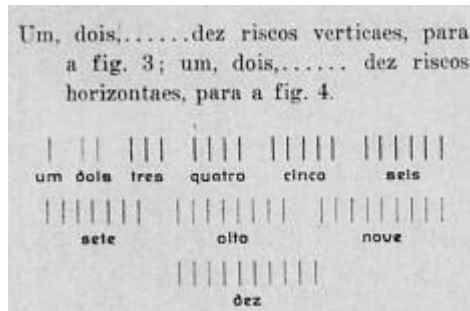 Um, dois,......dez riscos verticaes, para
a fig. 3; um, dois,...... dez riscos
horizontaes, para a fig. 4.
um dois tres quatro cinco seis
sete oito nove
dez